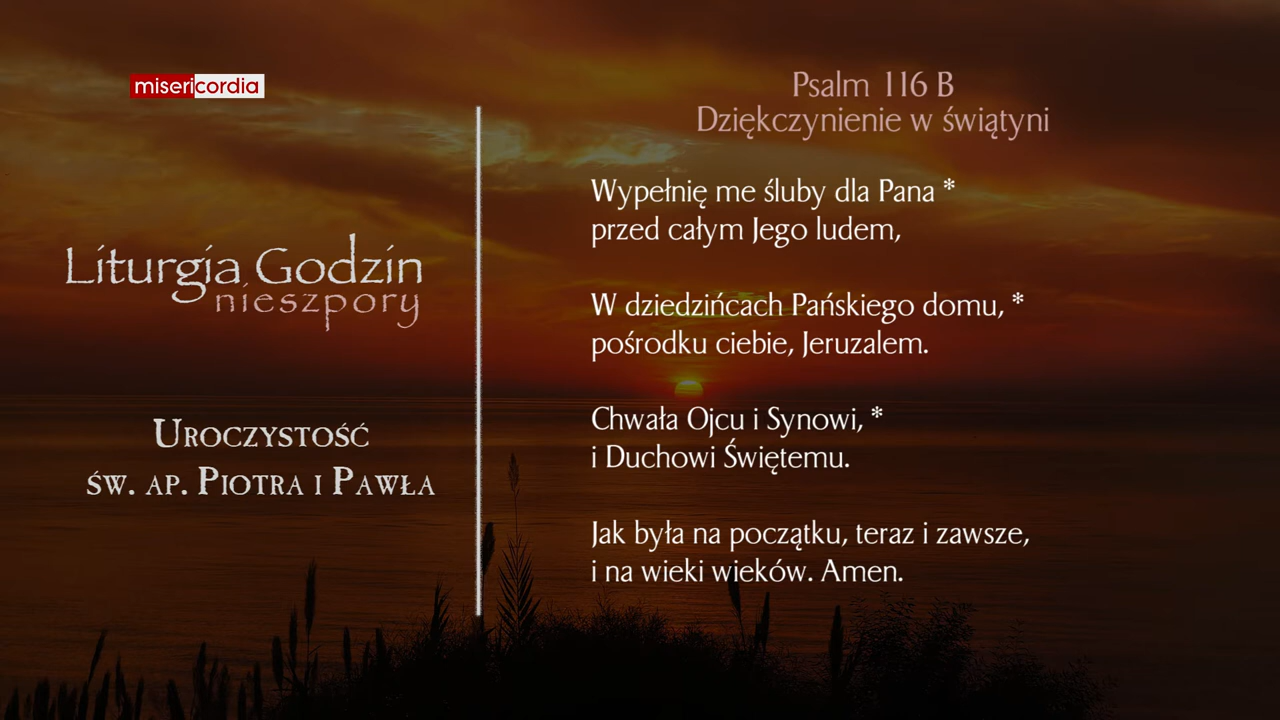 misericordia
Liturgia Godzin
nieszpory
Uroczystość
św. ap. Piotra i Pawła
Psalm 116 B
Dziękczynienie w świątyni
Wypełnię me śluby dla Pana *
przed całym Jego ludem,
W dziedzińcach Pańskiego domu, *
pośrodku ciebie, Jeruzalem.
Chwała Ojcu i Synowi, *
i Duchowi Świętemu.
Jak była na początku, teraz i zawsze,
i na wieki wieków. Amen.